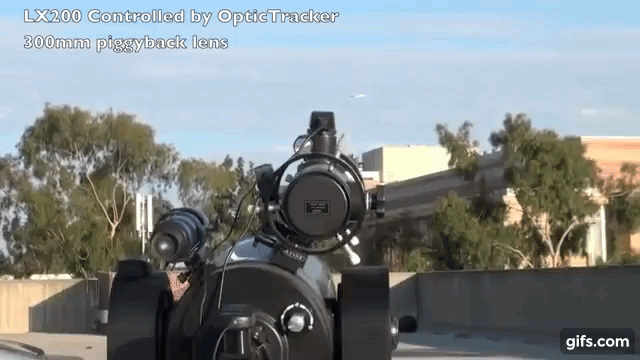 LX200 Controlled by OpticTracker
300mm piggyback lens
gifs.com